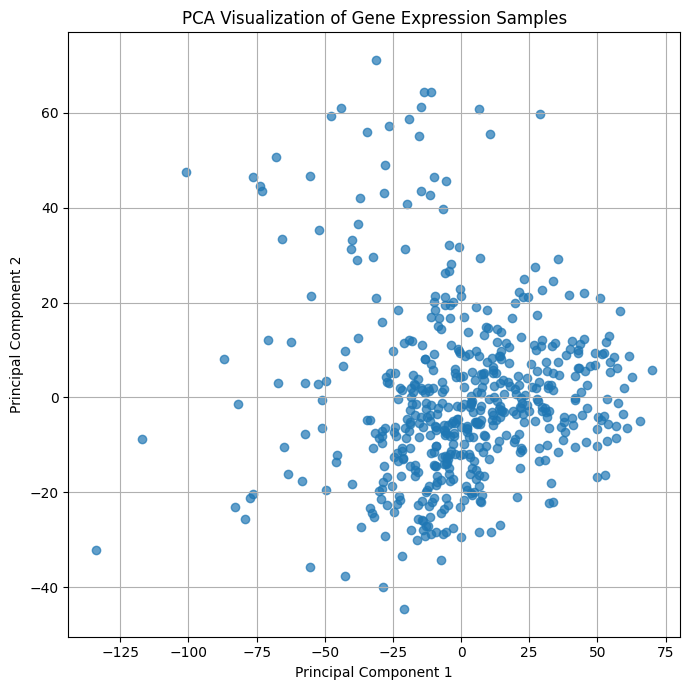 PCA Visualization of Gene Expression Samples
Principal Component 2
60
40
20
0
−20
−40
−125 −100 −75 −50 −25 0 25 50 75
Principal Component 1